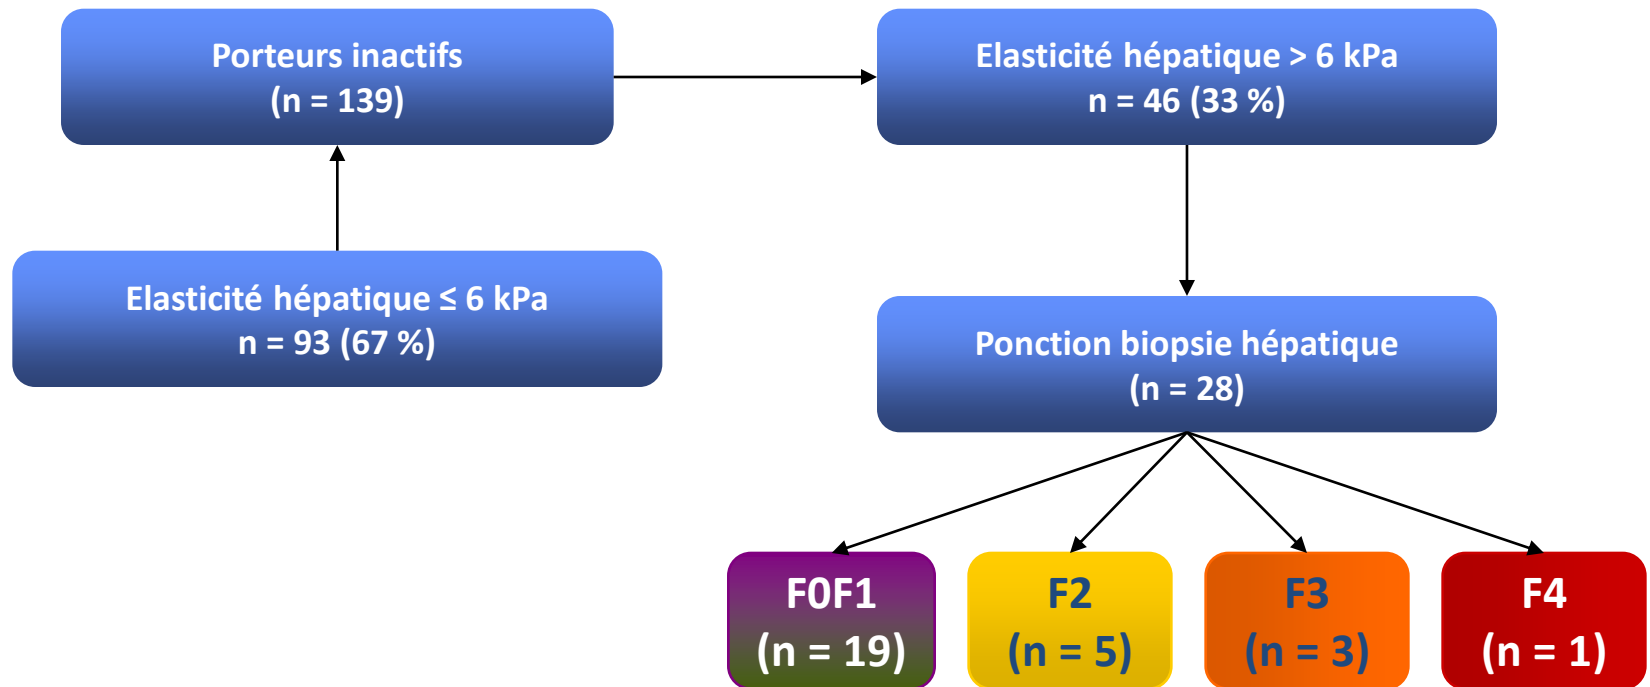 Porteurs inactifs
(n = 139)
Elasticité hépatique > 6 kPa
n = 46 (33 %)
Elasticité hépatique ≤ 6 kPa
n = 93 (67 %)
Ponction biopsie hépatique
(n = 28)
F0F1
(n = 19)
F2
(n = 5)
F3
(n = 3)
F4
(n = 1)